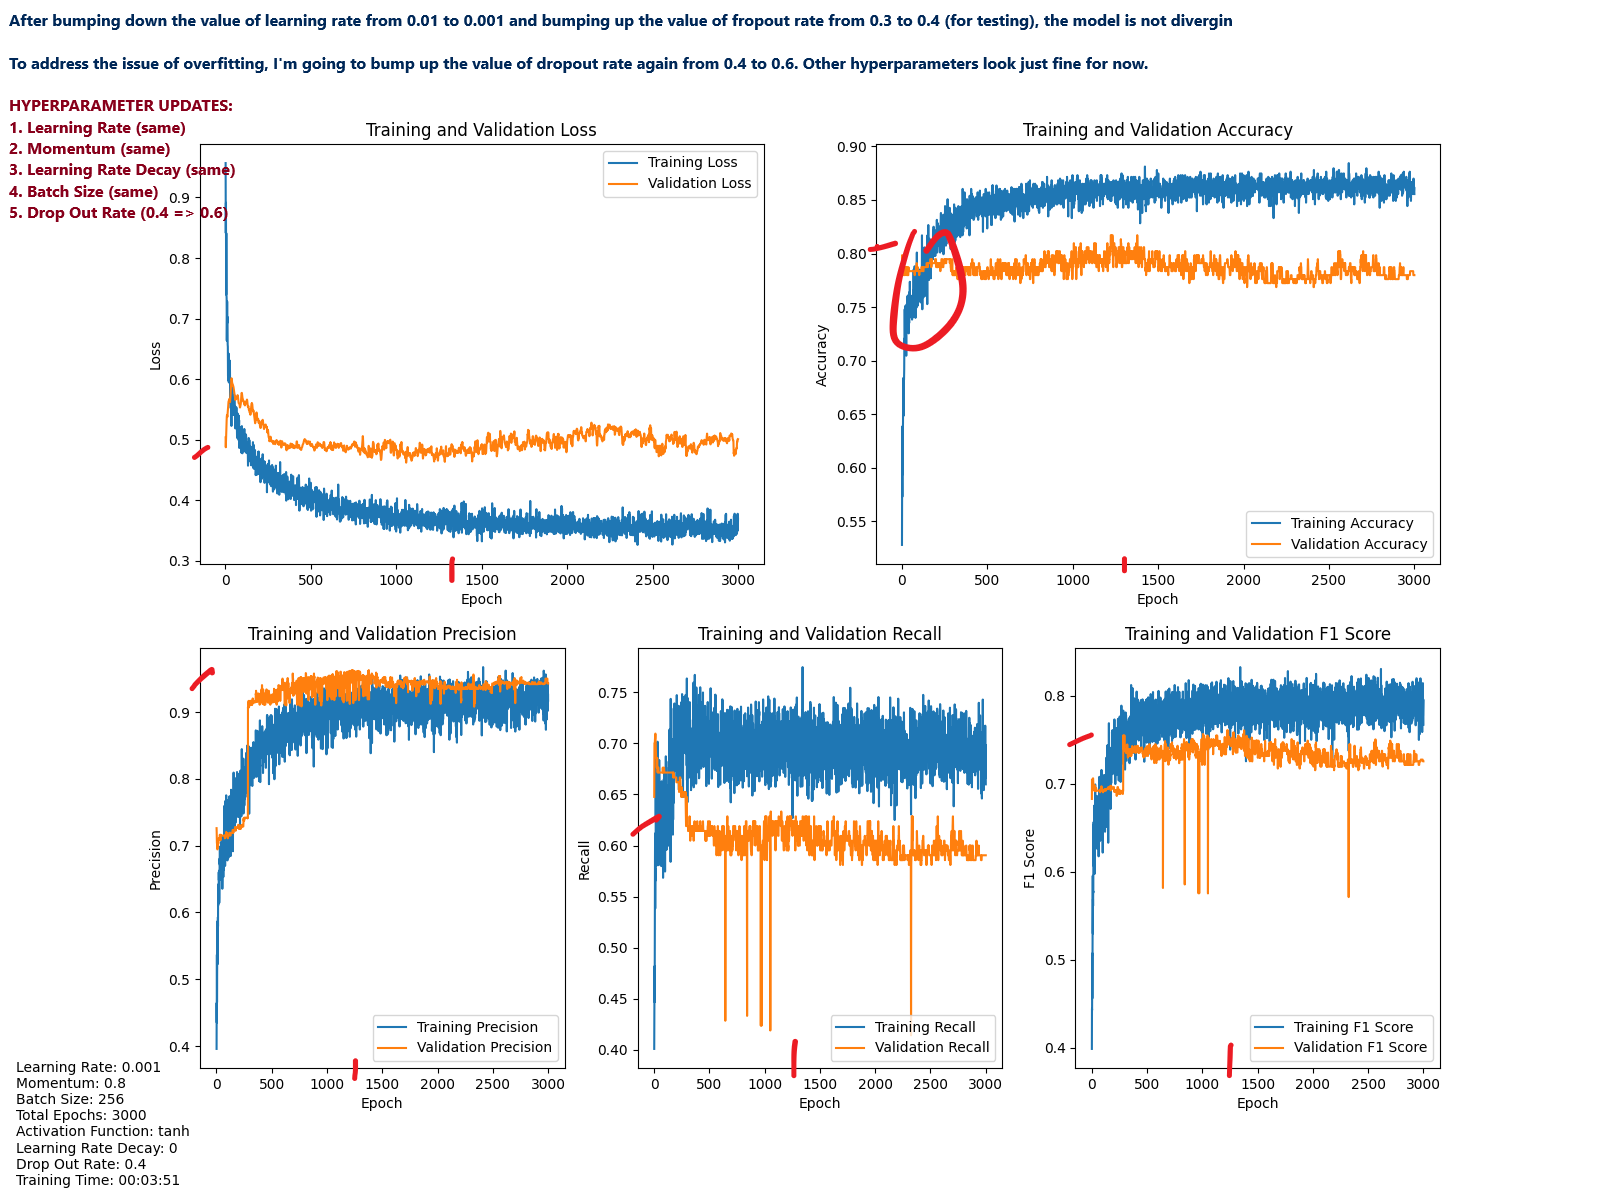 After bumping down the value of learning rate from 0.01 to 0.001 and bumping up the value of fropout rate from 0.3 to 0.4 (for testing), the model is not divergin
To address the issue of overfitting, I'm going to bump up the value of dropout rate again from 0.4 to 0.6. Other hyperparameters look just fine for now.
HYPERPARAMETER UPDATES:
1. Learning Rate (same)
2. Momentum (same)
3. Learning Rate Decay (same)
4. Batch Size (same)
5. Drop Out Rate (0.4 => 0.6)
Training and Validation Loss
Training Loss
Validation Loss
0.9
0.8
0.7
0.6
0.5
0.4
0.3
Loss
0 500 1000 1500 2000 2500 3000
Epoch
Training and Validation Accuracy
0.90
0.85
0.80
0.75
0.70
0.65
0.60
0.55
Accuracy
Training Accuracy
Validation Accuracy
0 500 1000 1500 2000 2500 3000
Epoch
Training and Validation Precision
0.9
0.8
0.7
0.6
0.5
0.4
Precision
Training Precision
Validation Precision
0 500 1000 1500 2000 2500 3000
Epoch
Training and Validation Recall
0.75
0.70
0.65
0.60
0.55
0.50
0.45
0.40
Recall
Training Recall
Validation Recall
0 500 1000 1500 2000 2500 3000
Epoch
Training and Validation F1 Score
0.8
0.7
0.6
0.5
0.4
F1 Score
Training F1 Score
Validation F1 Score
0 500 1000 1500 2000 2500 3000
Epoch
Learning Rate: 0.001
Momentum: 0.8
Batch Size: 256
Total Epochs: 3000
Activation Function: tanh
Learning Rate Decay: 0
Drop Out Rate: 0.4
Training Time: 00:03:51